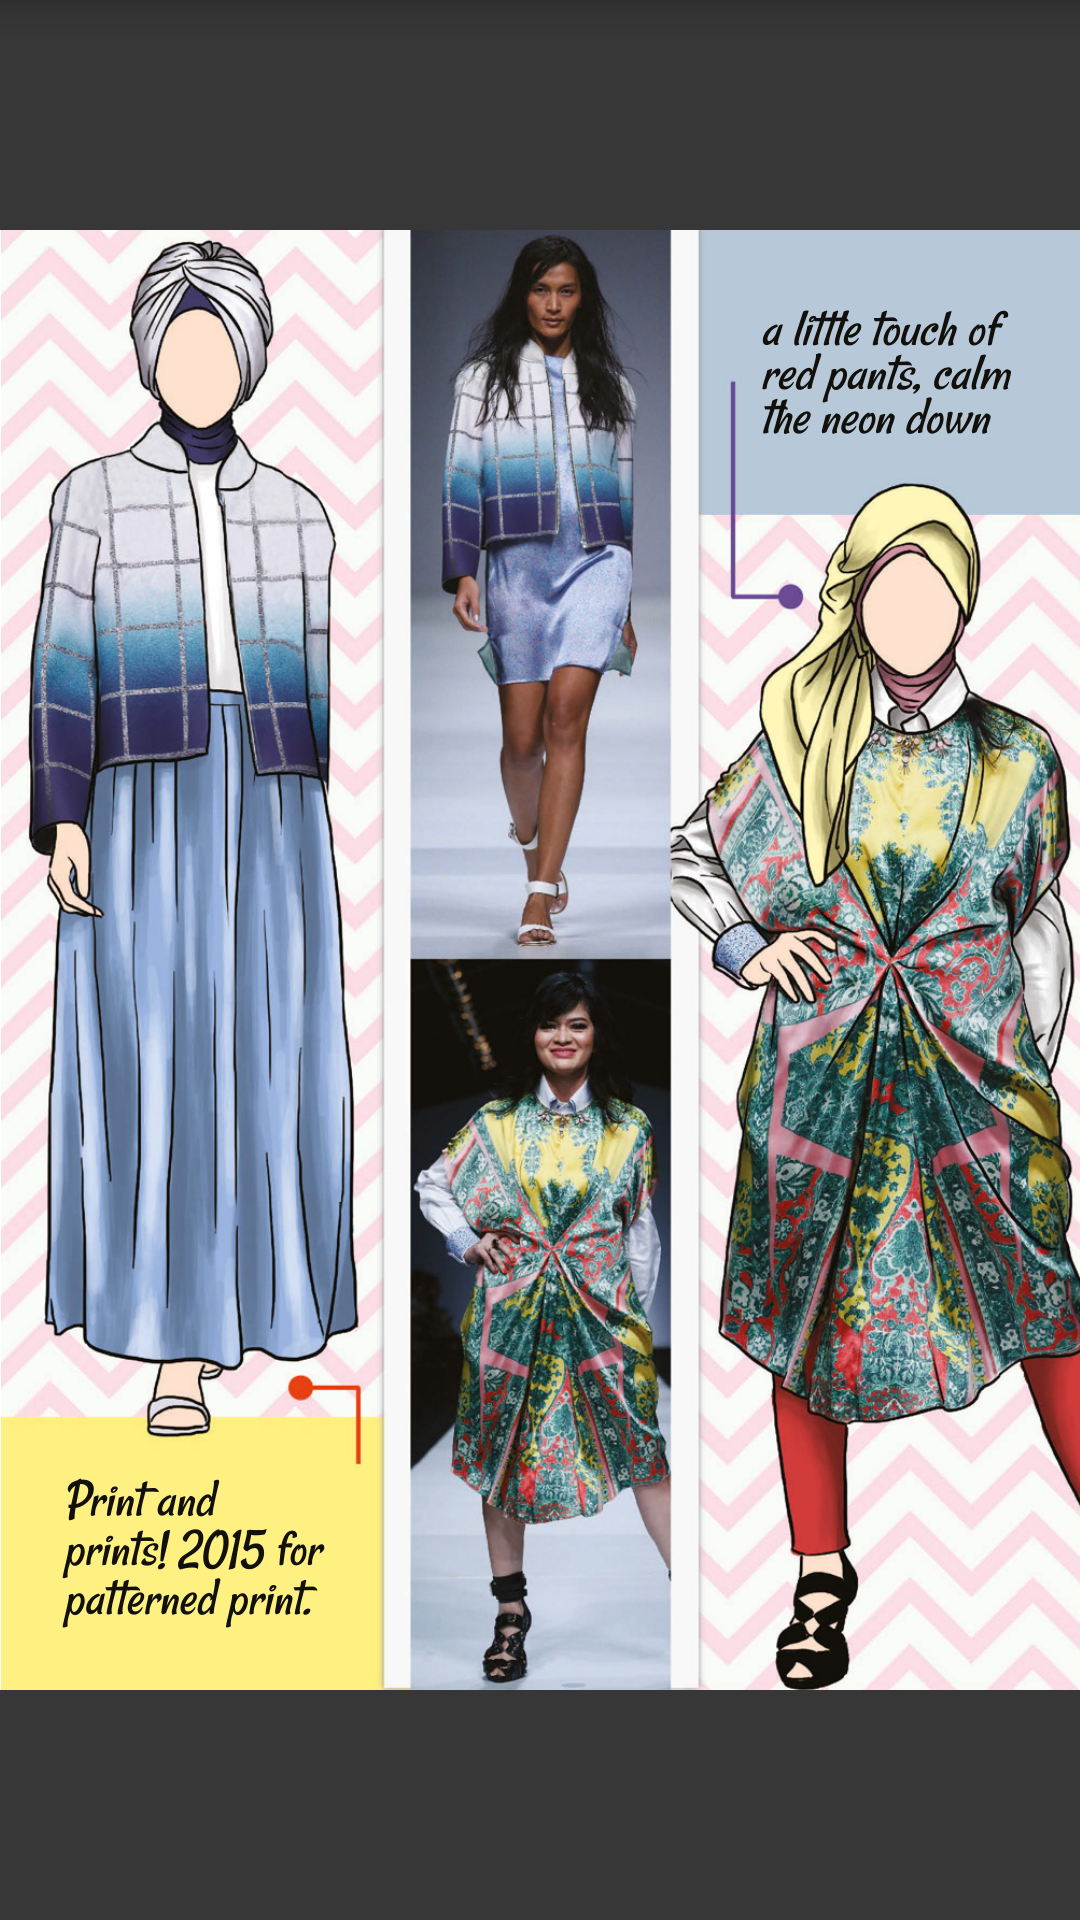 a little touch of
red pants, calm
the neon down
Print and
prints! 2015 for
patterned print.